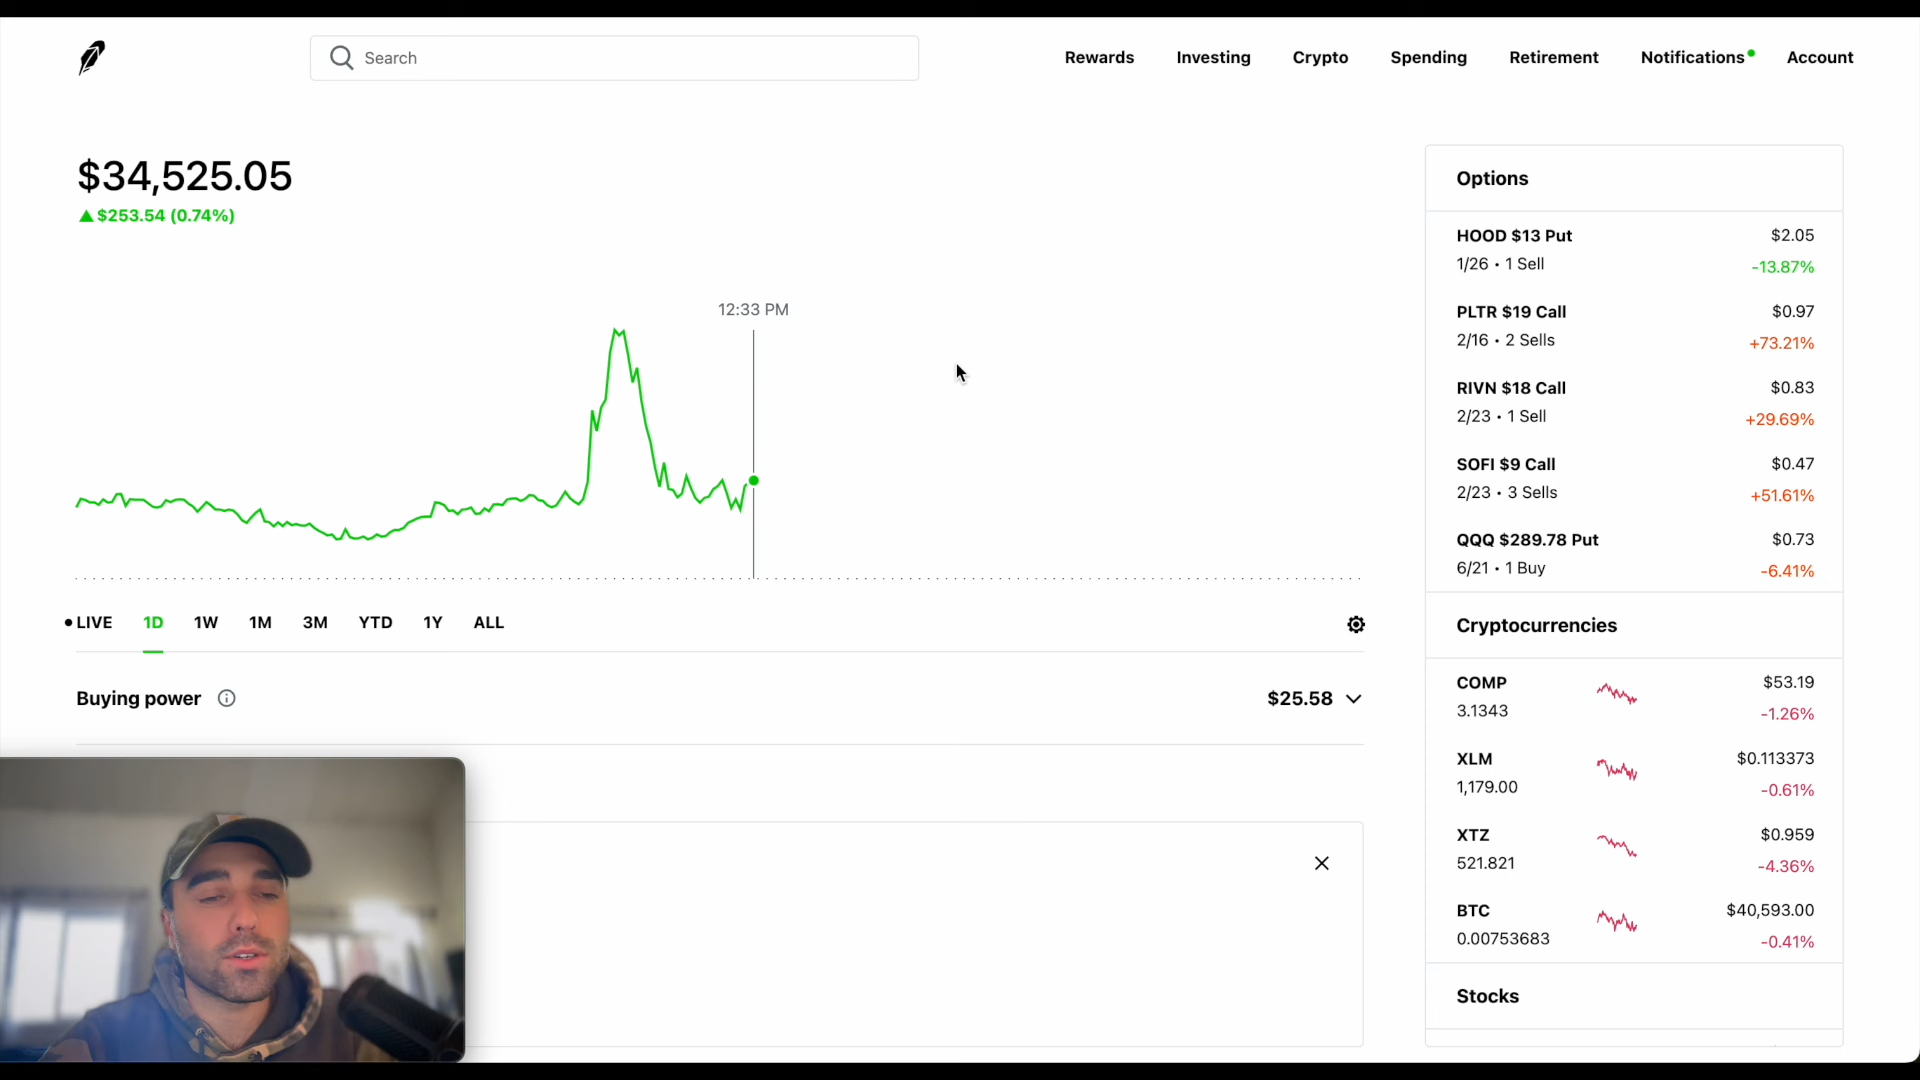 Search
Rewards
Investing
Crypto
Spending
Retirement
Notifications
Account
$34,525.05
$253.54 (0.74%)
12:33 PM
LIVE
1D
1W
1M
3M
YTD
1Y
ALL
Buying power
$25.58
Options
HOOD $13 Put
$2.05
1/26 • 1 Sell
-13.87%
PLTR $19 Call
$0.97
2/16 • 2 Sells
+73.21%
RIVN $18 Call
$0.83
2/23 • 1 Sell
+29.69%
SOFI $9 Call
$0.47
2/23 • 3 Sells
+51.61%
QQQ $289.78 Put
$0.73
6/21 • 1 Buy
-6.41%
Cryptocurrencies
COMP
$53.19
3.1343
-1.26%
XLM
$0.113373
1,179.00
-0.61%
XTZ
$0.959
521.821
-4.36%
BTC
$40,593.00
0.00753683
-0.41%
Stocks